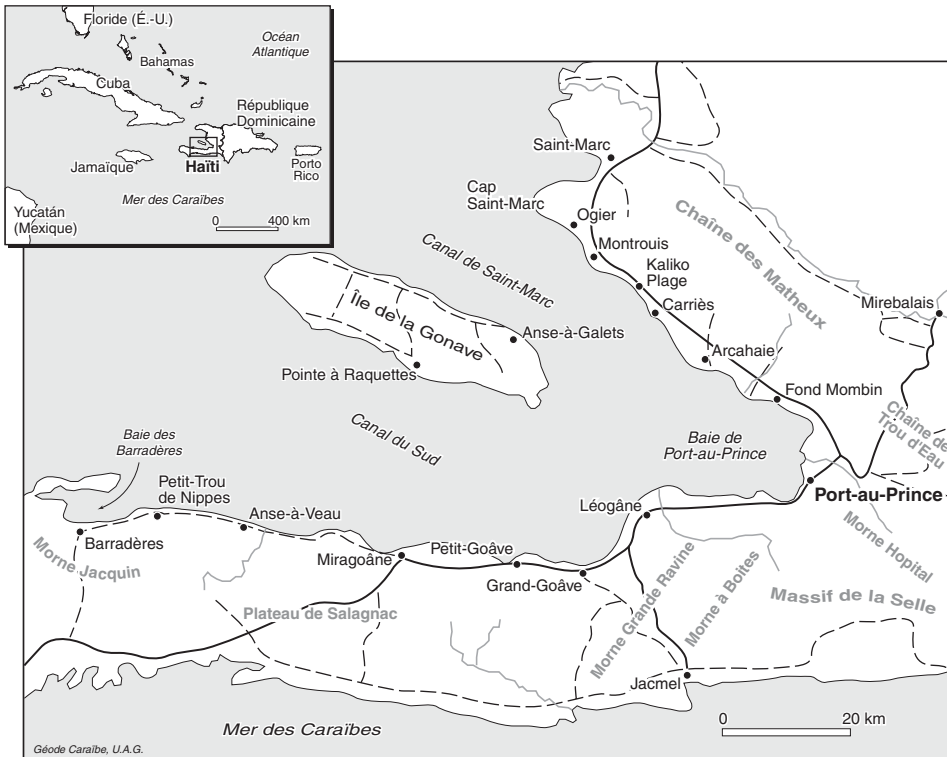 Floride (É.-U.)
Océan
Atlantique
Bahamas
Cuba
République
Dominicaine
Haïti
Jamaïque
Porto
Rico
Mer des Caraïbes
Yucatán
(Mexique)
0 400 km
Saint-Marc
Cap
Saint-Marc
Ogier
Canal de Saint-Marc
Montrouis
Kaliko
Plage
Carriès
Chaîne des Matheux
Mirebalais
Île de la Gonave
Anse-à-Galets
Arcahaie
Pointe à Raquettes
Fond Mombin
Chaîne de
Trou d'Eau
Canal du Sud
Baie de
Port-au-Prince
Baie des
Barradères
Petit-Trou
de Nippes
Anse-à-Veau
Léogâne
Port-au-Prince
Barradères
Morne Jacquin
Miragoâne
Petit-Goâve
Grand-Goâve
Morne Hopital
Plateau de Salagnac
Morne Grande Ravine
Morne à Boites
Massif de la Selle
Jacmel
Mer des Caraïbes
0 20 km
Géode Caraïbe, U.A.G.